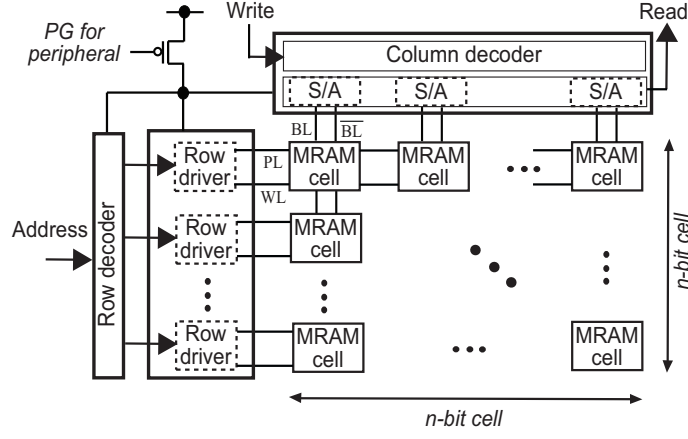 Write
Read
PG for
peripheral
Column decoder
S/A
S/A
S/A
BL
B̅L̅
Row
driver
PL
WL
MRAM
cell
MRAM
cell
MRAM
cell
Address
Row decoder
Row
driver
MRAM
cell
n-bit cell
Row
driver
MRAM
cell
MRAM
cell
n-bit cell